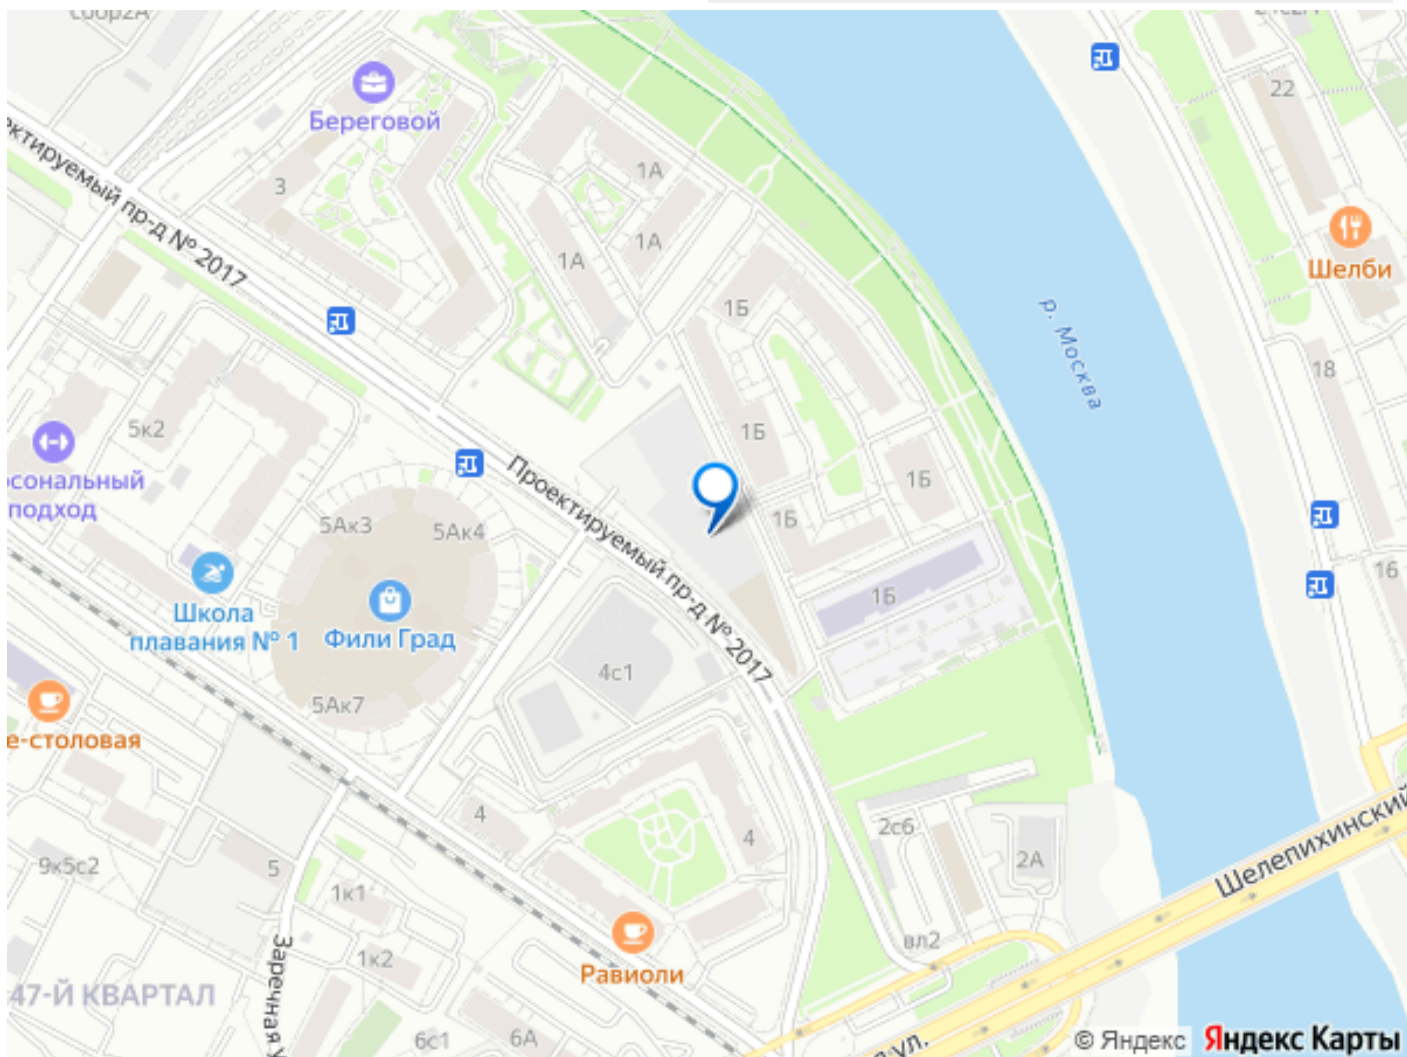 Береговой
22
1А
3
1А
1А
Проектируемый пр-д № 2017
Шелби
1Б
р. Москва
18
5к2
1Б
1Б
подход
5Ак3
5Ак4
Проектируемый пр-д № 2017
1Б
16
1Б
Школа
плавания № 1
Фили Град
4с1
5Ак7
е-столовая
4
4
2с6
2А
Шелепихинский
9к5с2
5
1к1
вл2
Заречная у
1к2
Равиоли
47-Й КВАРТАЛ
6с1
6А
ул.
© Яндекс Яндекс Карты